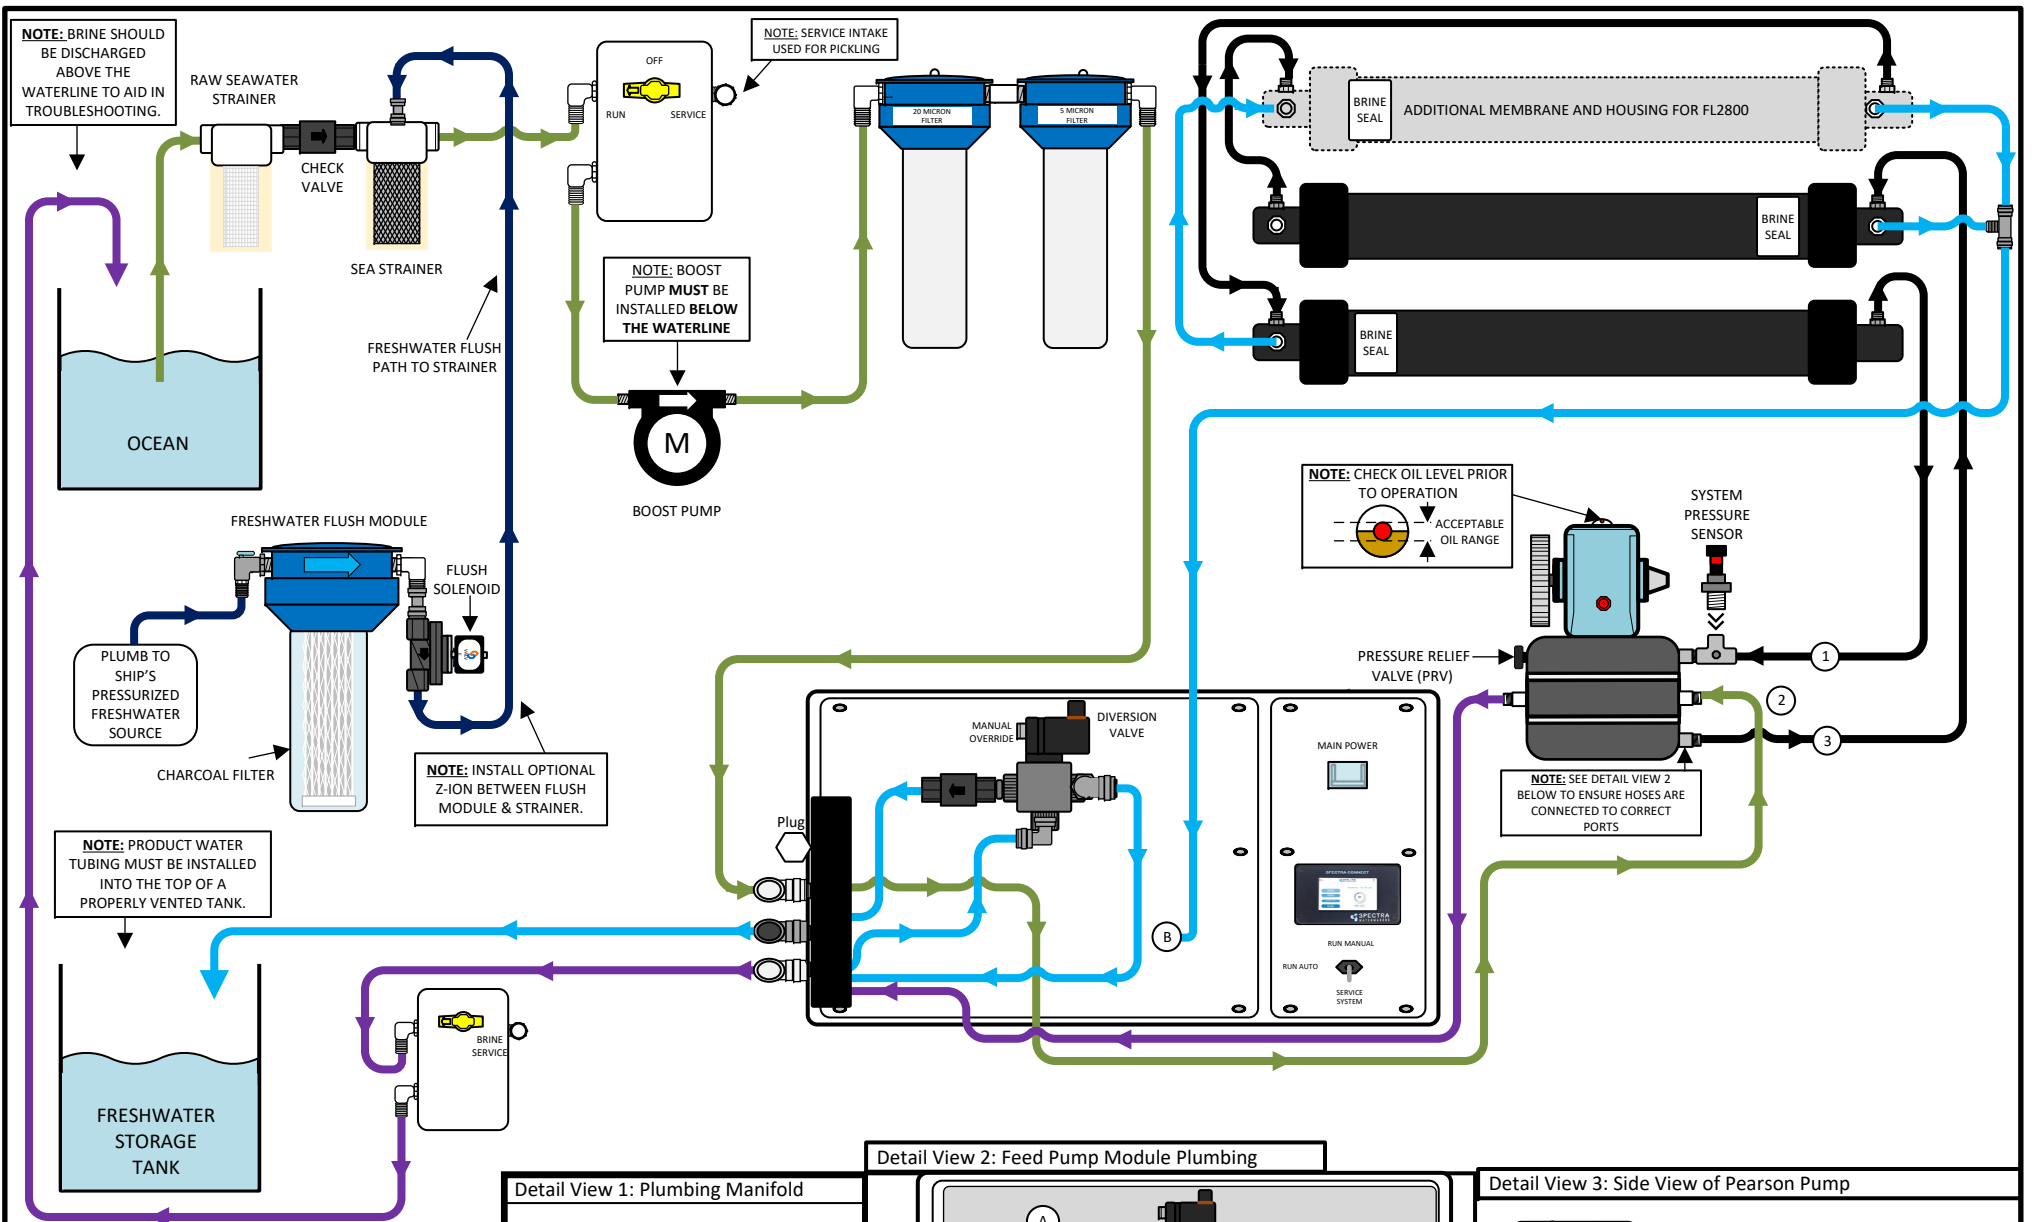 NOTE: BRINE SHOULD
BE DISCHARGED
ABOVE THE
WATERLINE TO AID IN
TROUBLESHOOTING.
RAW SEAWATER
STRAINER
CHECK
VALVE
SEA STRAINER
OCEAN
FRESHWATER FLUSH
PATH TO STRAINER
OFF
RUN
SERVICE
NOTE: SERVICE INTAKE
USED FOR PICKLING
NOTE: BOOST
PUMP MUST BE
INSTALLED BELOW
THE WATERLINE
M
BOOST PUMP
20 MICRON
FILTER
5 MICRON
FILTER
BRINE
SEAL
ADDITIONAL MEMBRANE AND HOUSING FOR FL2800
BRINE
SEAL
BRINE
SEAL
FRESHWATER FLUSH MODULE
FLUSH
SOLENOID
PLUMB TO
SHIP'S
PRESSURIZED
FRESHWATER
SOURCE
CHARCOAL FILTER
NOTE: INSTALL OPTIONAL
Z-ION BETWEEN FLUSH
MODULE & STRAINER.
NOTE: CHECK OIL LEVEL PRIOR
TO OPERATION
ACCEPTABLE
OIL RANGE
SYSTEM
PRESSURE
SENSOR
PRESSURE RELIEF
VALVE (PRV)
1
2
3
NOTE: SEE DETAIL VIEW 2
BELOW TO ENSURE HOSES ARE
CONNECTED TO CORRECT
PORTS
MANUAL
OVERRIDE
DIVERSION
VALVE
MAIN POWER
Plug
B
SPECTRA CONNECT
SPECTRA
WATERMAKERS
RUN MANUAL
RUN AUTO
SERVICE
SYSTEM
NOTE: PRODUCT WATER
TUBING MUST BE INSTALLED
INTO THE TOP OF A
PROPERLY VENTED TANK.
FRESHWATER
STORAGE
TANK
BRINE
SERVICE
Detail View 1: Plumbing Manifold
Detail View 2: Feed Pump Module Plumbing
A
Detail View 3: Side View of Pearson Pump